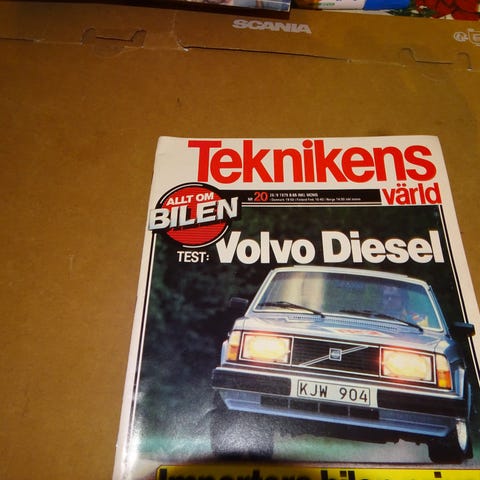 SCANIA
Teknikens
värld
NR 20
ALLT OM
BILEN
TEST: Volvo Diesel
KJW 904